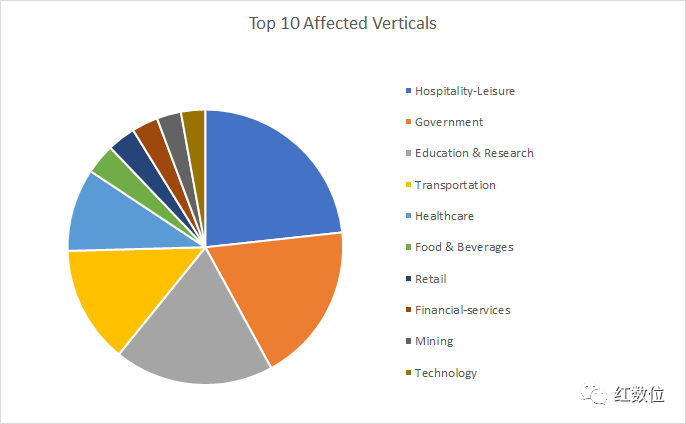 Top 10 Affected Verticals
Hospitality-Leisure
Government
Education & Research
Transportation
Healthcare
Food & Beverages
Retail
Financial-services
Mining
Technology
红数位